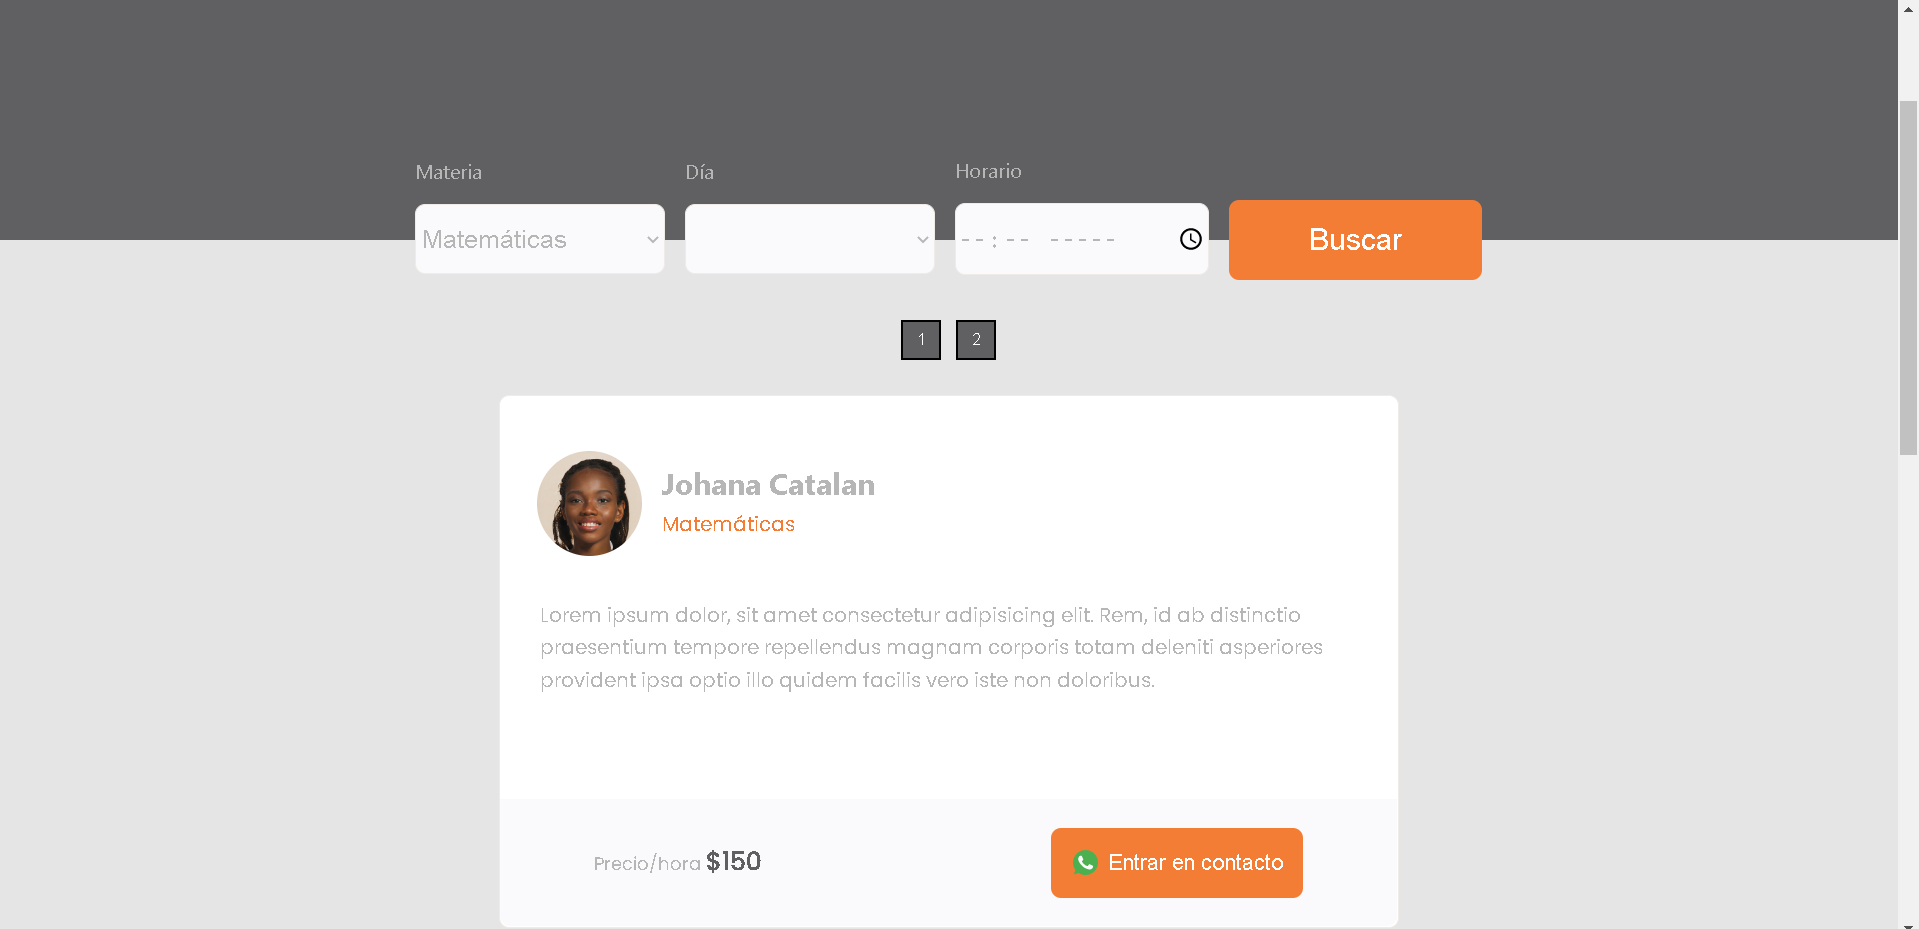 Materia
Día
Horario
Matemáticas
--:-- -----
Buscar
1
2
Johana Catalan
Matemáticas
Lorem ipsum dolor, sit amet consectetur adipisicing elit. Rem, id ab distinctio
praesentium tempore repellendus magnam corporis totam deleniti asperiores
provident ipsa optio illo quidem facilis vero iste non doloribus.
Precio/hora $150
Entrar en contacto